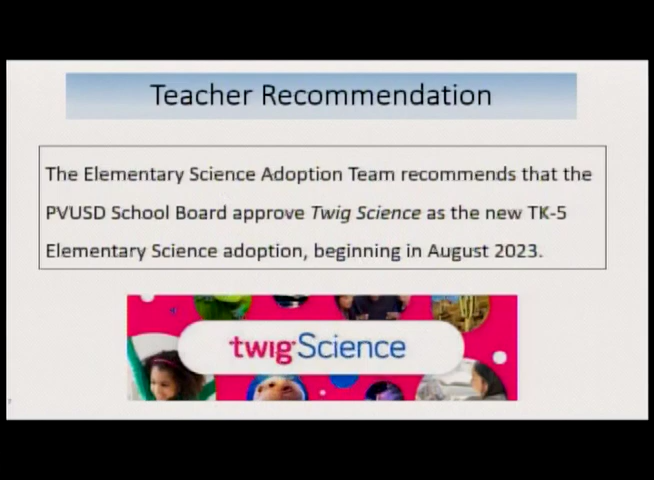 Teacher Recommendation
The Elementary Science Adoption Team recommends that the
PVUSD School Board approve Twig Science as the new TK-5
Elementary Science adoption, beginning in August 2023.
twig Science